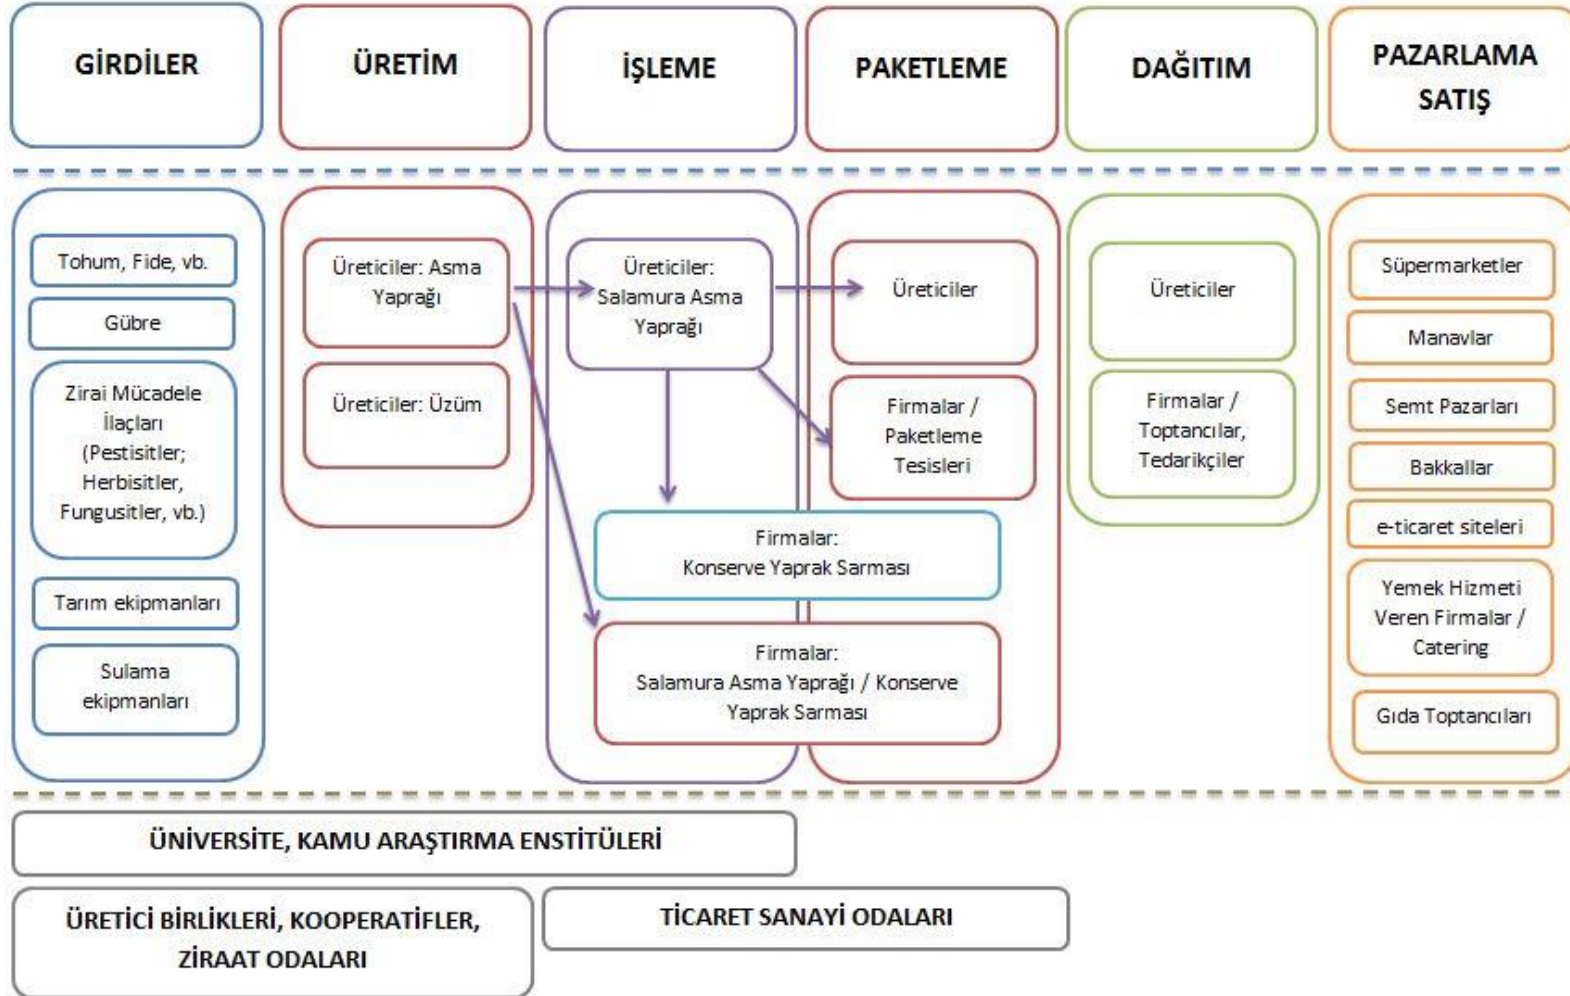 GİRDİLER
ÜRETİM
İŞLEME
PAKETLEME
DAĞITIM
PAZARLAMA
SATIŞ
Tohum, Fide, vb.
Gübre
Zirai Mücadele
İlaçları
(Pestisitler;
Herbisitler,
Fungusitler, vb.)
Tarım ekipmanları
Sulama
ekipmanları
Üreticiler: Asma
Yaprağı
Üreticiler: Üzüm
Üreticiler:
Salamura Asma
Yaprağı
Üreticiler
Firmalar /
Paketleme
Tesisleri
Firmalar:
Konserve Yaprak Sarması
Firmalar:
Salamura Asma Yaprağı / Konserve
Yaprak Sarması
Üreticiler
Firmalar /
Toptancılar,
Tedarikçiler
Süpermarketler
Manavlar
Semt Pazarları
Bakkallar
e-ticaret siteleri
Yemek Hizmeti
Veren Firmalar /
Catering
Gıda Toptancıları
ÜNİVERSİTE, KAMU ARAŞTIRMA ENSTİTÜLERİ
ÜRETİCİ BİRLİKLERİ, KOOPERATİFLER,
ZİRAAT ODALARI
TİCARET SANAYİ ODALARI